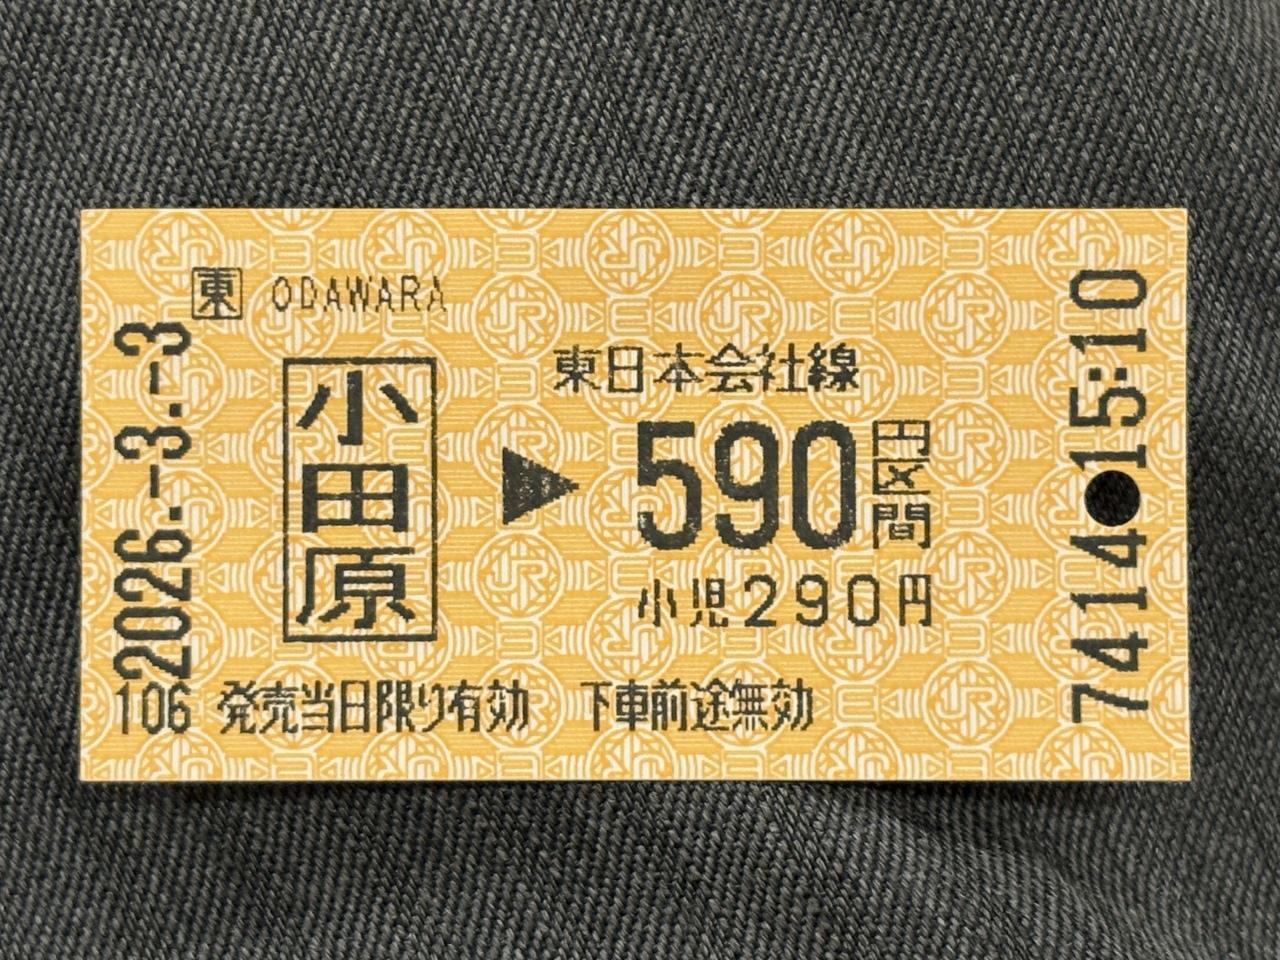 東 ODAWARA
2026.-3.-3
小田原
▶
東日本会社線
590円区間
小児290円
106 発売当日限り有効 下車前途無効
7414 15:10